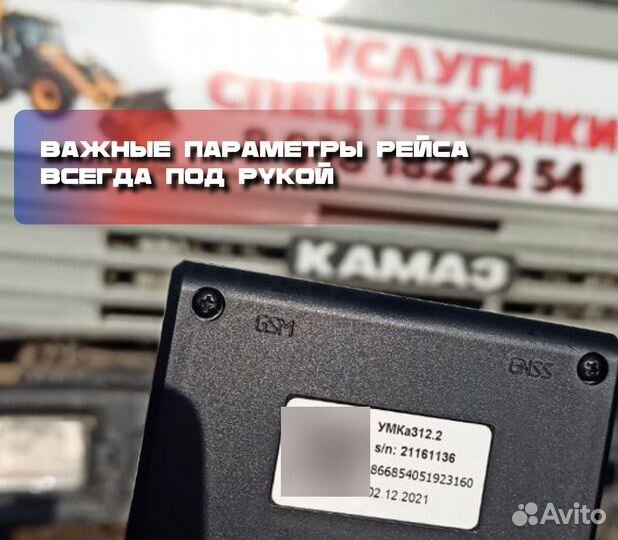 УСЛУГИ
СПЕЦТЕХНИКИ
182 22 54
ВАЖНЫЕ ПАРАМЕТРЫ РЕЙСА
ВСЕГДА ПОД РУКОЙ
КАМАЗ
GSM
GNSS
УМКа312.2
s/n: 21161136
866854051923160
02.12.2021
Avito